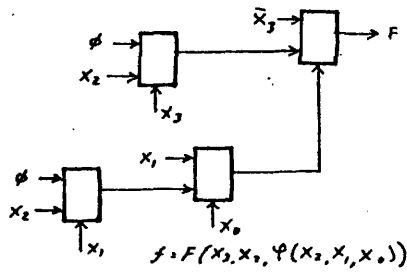 x̄₃
F
φ
x₂
x₃
x₁
φ
x₂
x₁
x₀
f = F(x₃, x₂, φ(x₂, x₁, x₀))